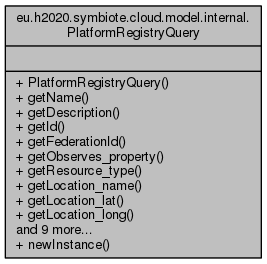 eu.h2020.symbiote.cloud.model.internal.
PlatformRegistryQuery
+ PlatformRegistryQuery()
+ getName()
+ getDescription()
+ getId()
+ getFederationId()
+ getObserves_property()
+ getResource_type()
+ getLocation_name()
+ getLocation_lat()
+ getLocation_long()
and 9 more...
+ newInstance()